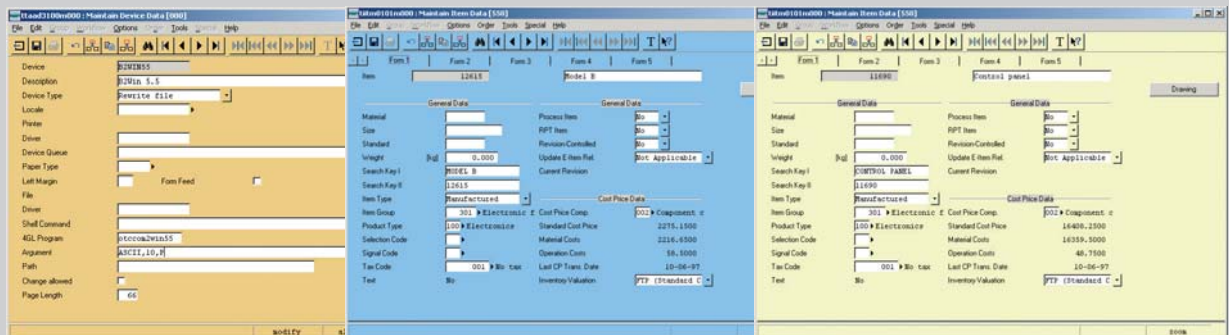 ttaad3100m000 : Maintain Device Data [000]
File Edit Group Workflow Options Order Tools Special Help
Device B2WIN55
Description B2Win 5.5
Device Type Rewrite file
Locale
Printer
Driver
Device Queue
Paper Type
Left Margin Form Feed
File
Driver
Shell Command
4GL Program otccom2win55
Argument ASCII,10,P
Path
Change allowed
Page Length 66
modify
tiitm0101m000 : Maintain Item Data [550]
File Edit Group Workflow Options Order Tools Special Help
Form 1 Form 2 Form 3 Form 4 Form 5
Item 12615 Model B
General Data General Data
Material Process Item No
Size RPT Item No
Standard Revision-Controlled No
Weight [kg] 0.000 Update E-Item Rel. Not Applicable
Search Key I MODEL B Current Revision
Search Key II 12615
Item Type Manufactured Cost Price Data
Item Group 301 Electronic f Cost Price Comp. 002 Component c
Product Type 100 Electronics Standard Cost Price 2275.1500
Selection Code Material Costs 2216.6500
Signal Code Operation Costs 58.5000
Tax Code 001 No tax Last CP Trans. Date 10-06-97
Text No Inventory Valuation FTP (Standard C
tiitm0101m000 : Maintain Item Data [550]
File Edit Group Workflow Options Order Tools Special Help
Form 1 Form 2 Form 3 Form 4 Form 5
Item 11690 Control panel
Drawing
General Data General Data
Material Process Item No
Size RPT Item No
Standard Revision-Controlled No
Weight [kg] 0.000 Update E-Item Rel. Not Applicable
Search Key I CONTROL PANEL Current Revision
Search Key II 11690
Item Type Manufactured Cost Price Data
Item Group 301 Electronic f Cost Price Comp. 002 Component c
Product Type 100 Electronics Standard Cost Price 16408.2500
Selection Code Material Costs 16359.5000
Signal Code Operation Costs 48.7500
Tax Code 001 No tax Last CP Trans. Date 10-06-97
Text No Inventory Valuation FTP (Standard C
zoom